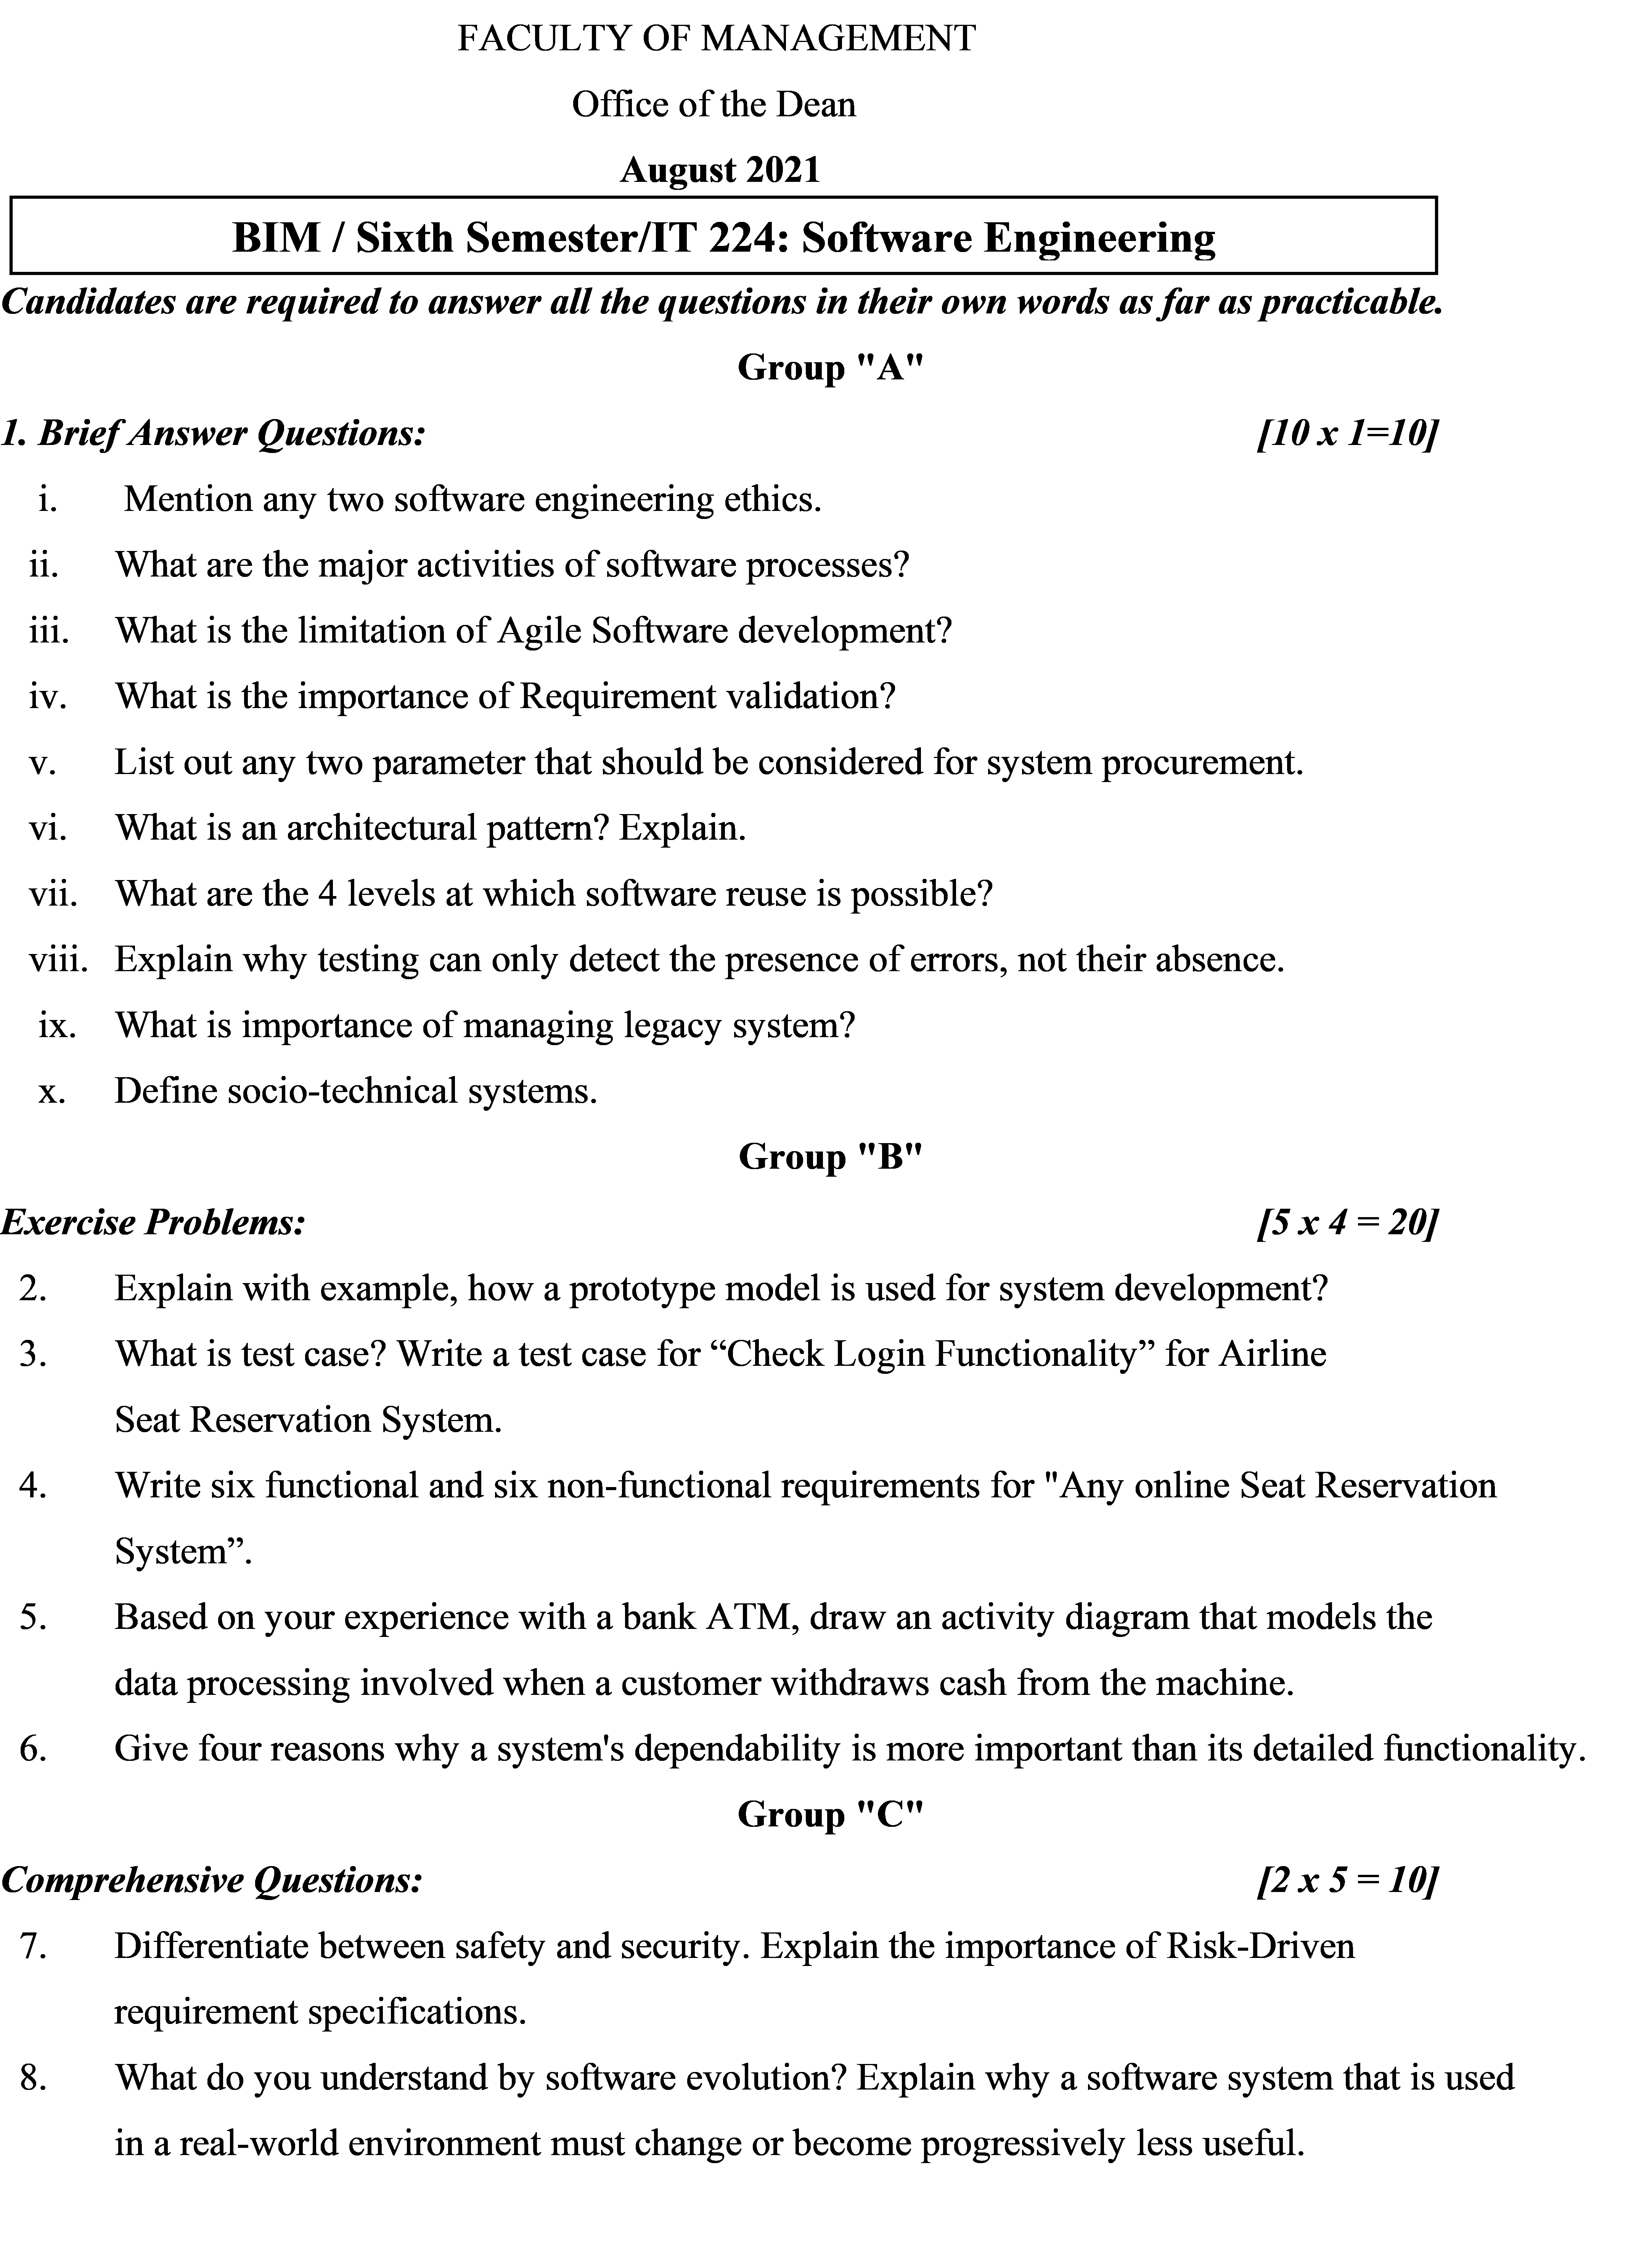 FACULTY OF MANAGEMENT
Office of the Dean
August 2021
BIM / Sixth Semester/IT 224: Software Engineering
Candidates are required to answer all the questions in their own words as far as practicable.
Group "A"
1. Brief Answer Questions: [10 x 1=10]
i. Mention any two software engineering ethics.
ii. What are the major activities of software processes?
iii. What is the limitation of Agile Software development?
iv. What is the importance of Requirement validation?
v. List out any two parameter that should be considered for system procurement.
vi. What is an architectural pattern? Explain.
vii. What are the 4 levels at which software reuse is possible?
viii. Explain why testing can only detect the presence of errors, not their absence.
ix. What is importance of managing legacy system?
x. Define socio-technical systems.
Group "B"
Exercise Problems: [5 x 4 = 20]
2. Explain with example, how a prototype model is used for system development?
3. What is test case? Write a test case for “Check Login Functionality” for Airline
Seat Reservation System.
4. Write six functional and six non-functional requirements for "Any online Seat Reservation
System”.
5. Based on your experience with a bank ATM, draw an activity diagram that models the
data processing involved when a customer withdraws cash from the machine.
6. Give four reasons why a system's dependability is more important than its detailed functionality.
Group "C"
Comprehensive Questions: [2 x 5 = 10]
7. Differentiate between safety and security. Explain the importance of Risk-Driven
requirement specifications.
8. What do you understand by software evolution? Explain why a software system that is used
in a real-world environment must change or become progressively less useful.